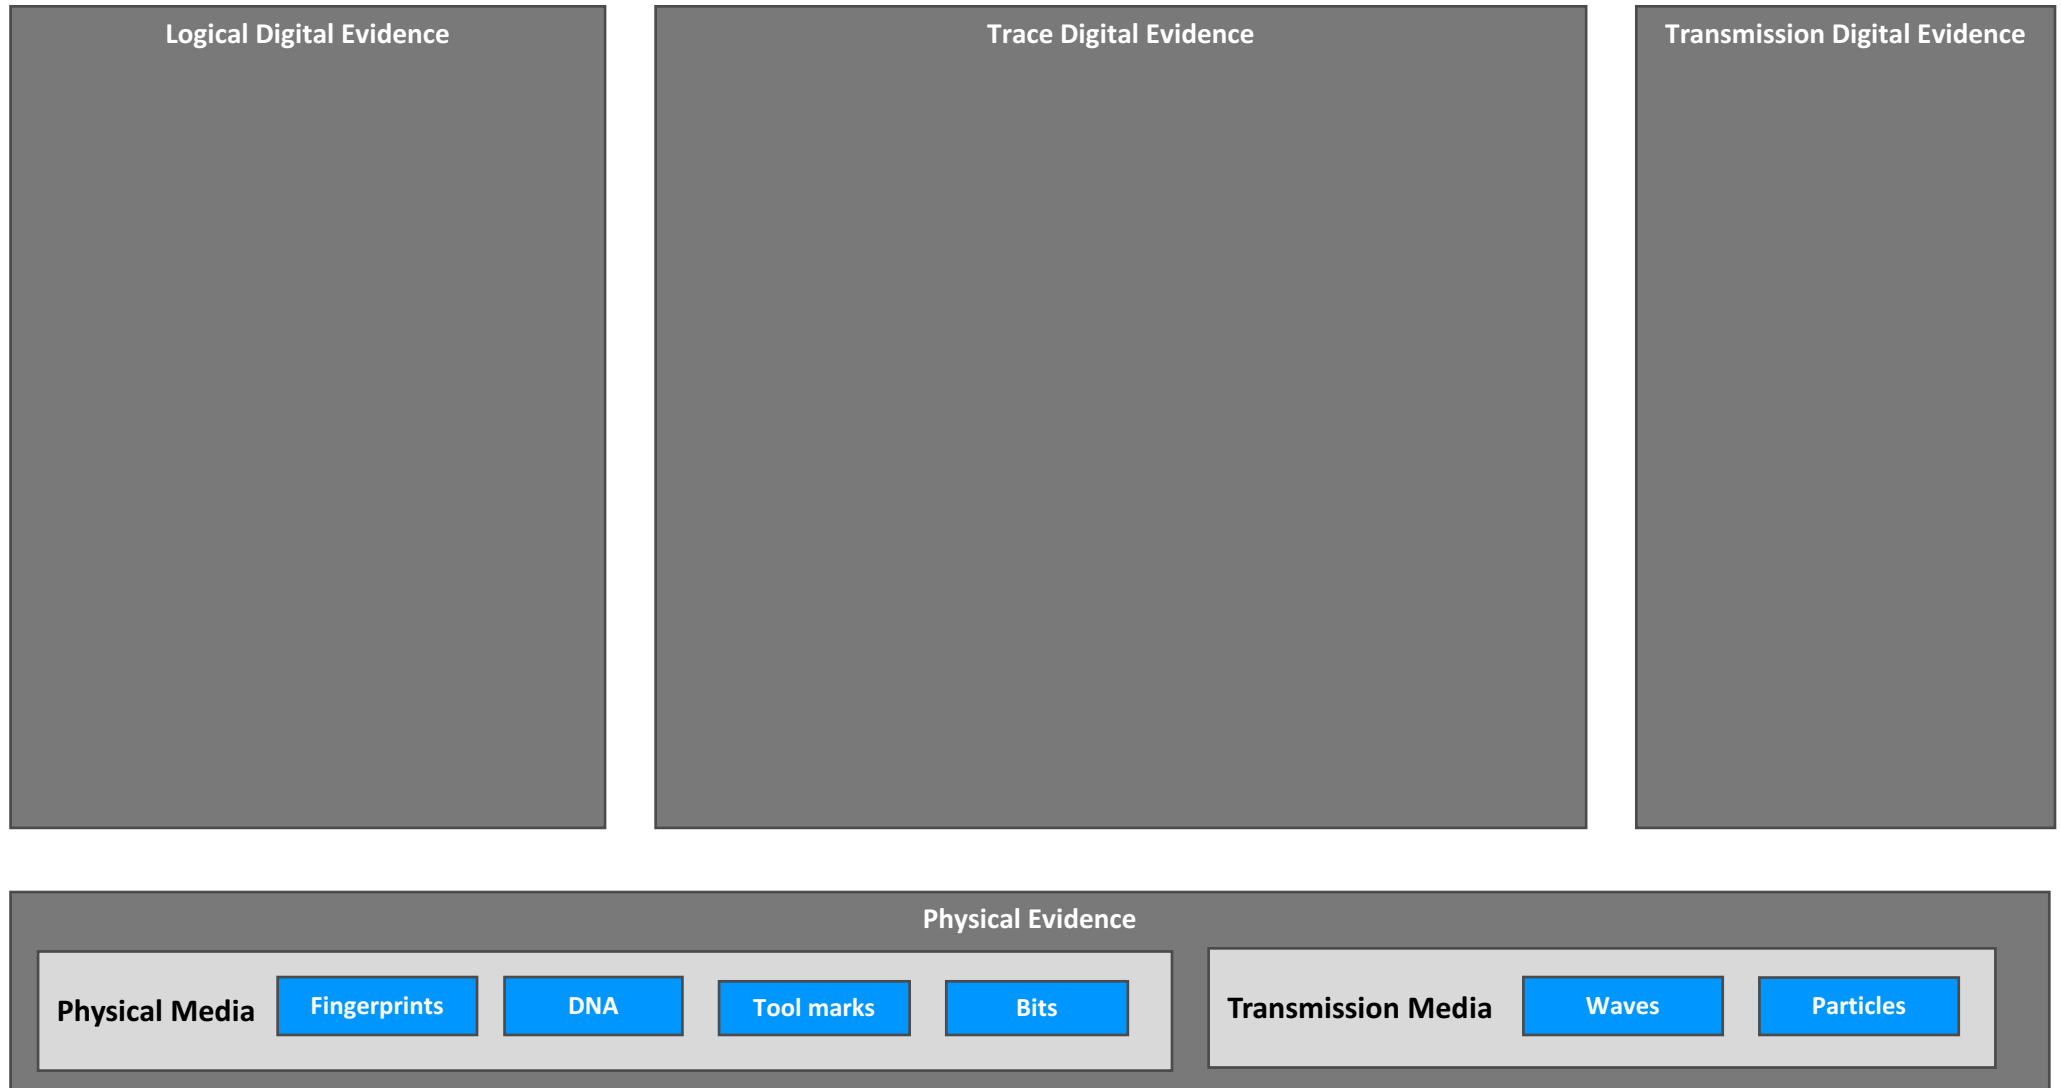 Logical Digital Evidence
Trace Digital Evidence
Transmission Digital Evidence
Physical Evidence
Physical Media
Fingerprints
DNA
Tool marks
Bits
Transmission Media
Waves
Particles